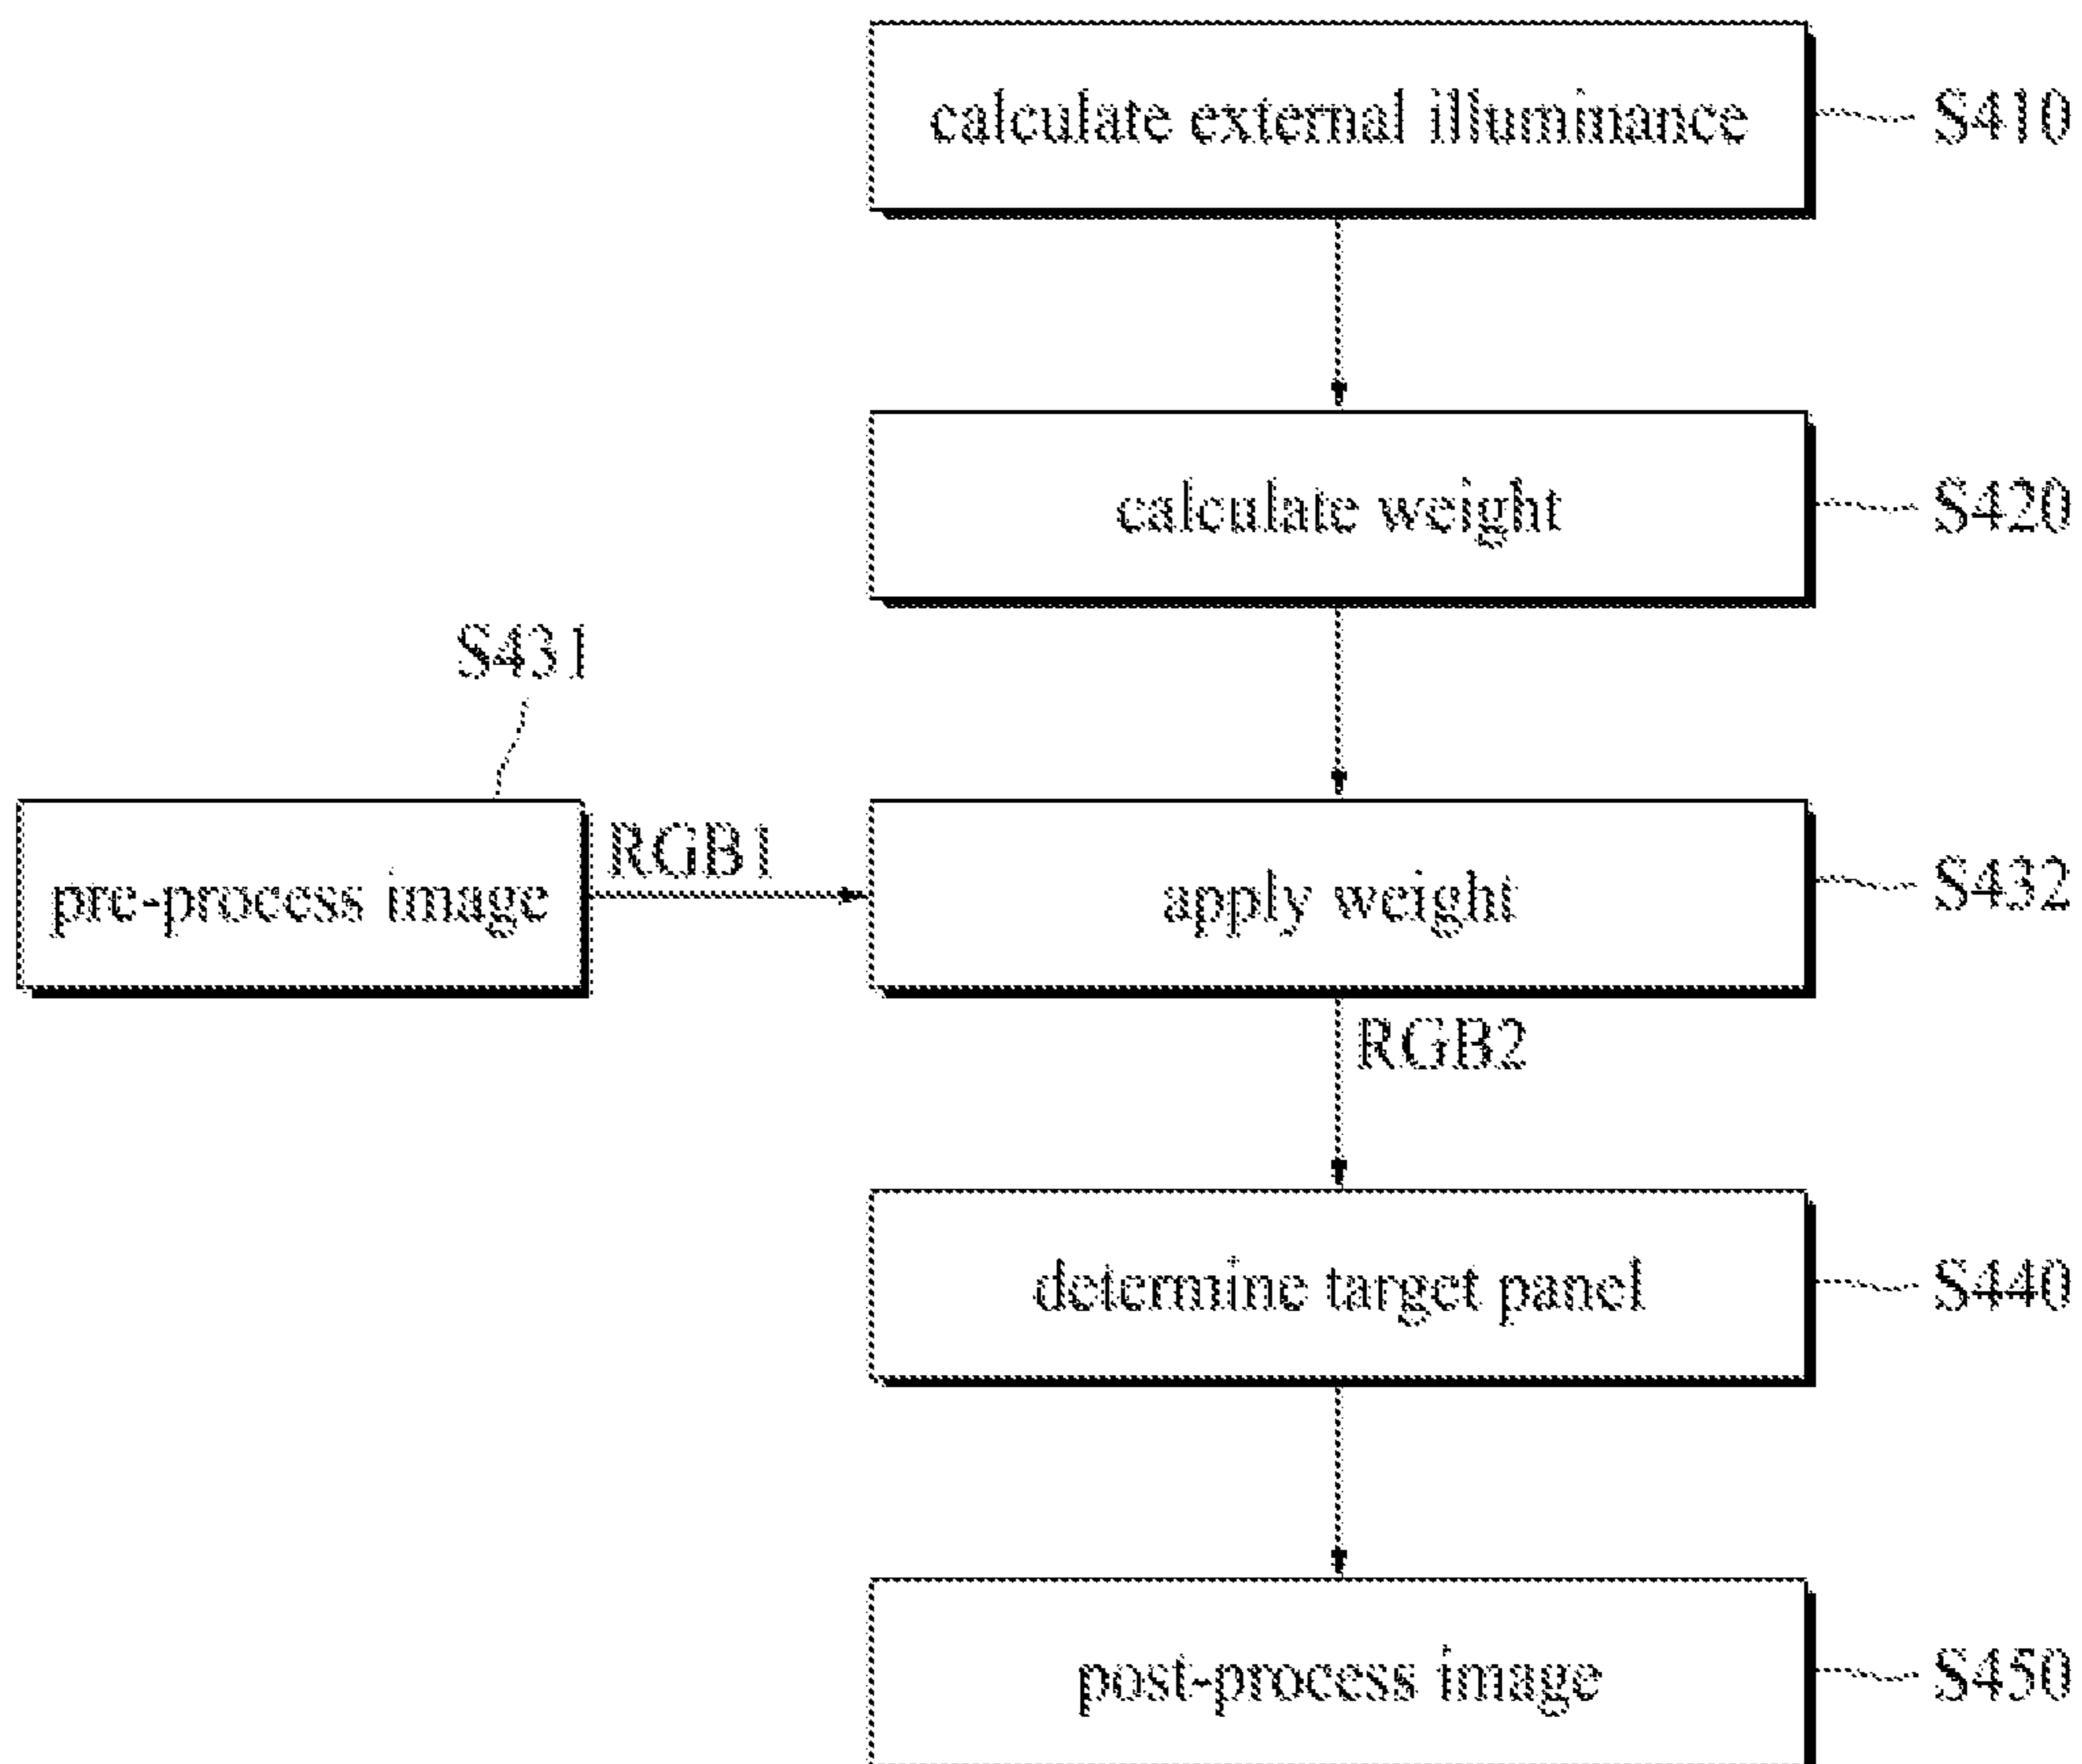 calculate external illuminance
S410
calculate weight
S420
S431
pre-process image
RGB1
apply weight
S432
RGB2
determine target panel
S440
post-process image
S450